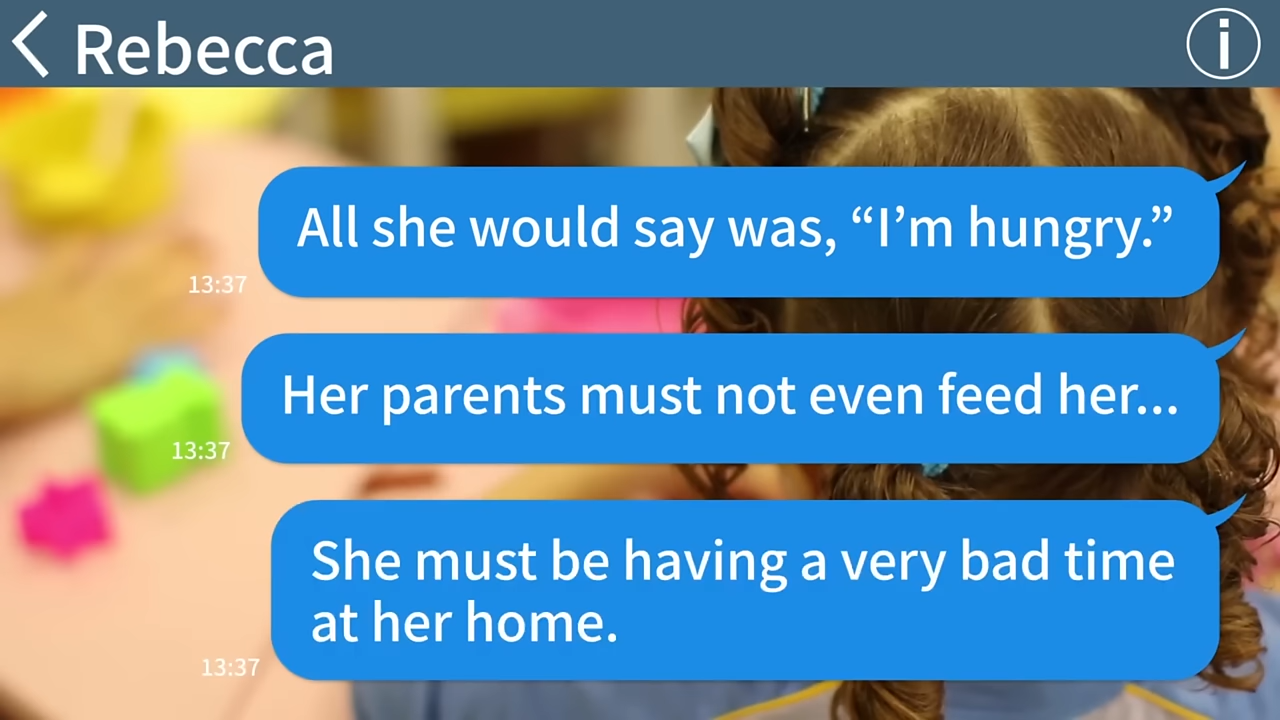 Rebecca
All she would say was, “I’m hungry.”
13:37
Her parents must not even feed her...
13:37
She must be having a very bad time
at her home.
13:37